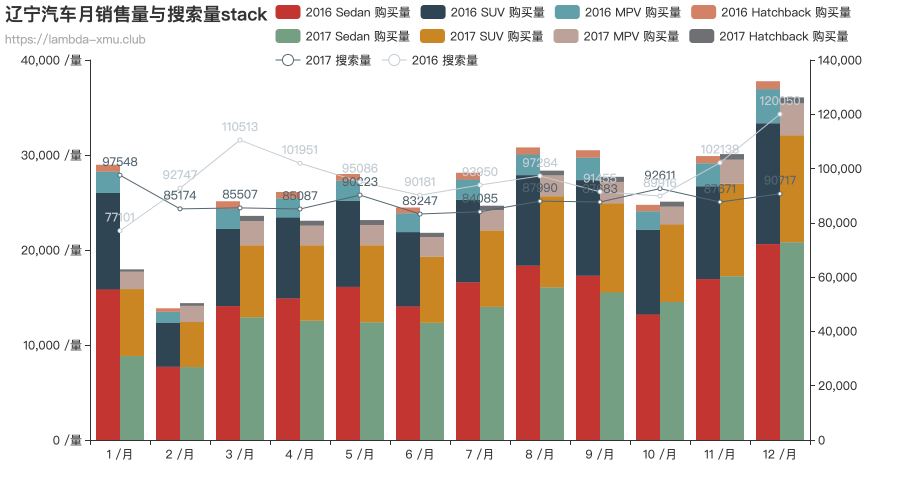 辽宁汽车月销售量与搜索量stack
https://lambda-xmu.club
2016 Sedan 购买量 2016 SUV 购买量 2016 MPV 购买量 2016 Hatchback 购买量
2017 Sedan 购买量 2017 SUV 购买量 2017 MPV 购买量 2017 Hatchback 购买量
2017 搜索量 2016 搜索量
40,000 /量
30,000 /量
20,000 /量
10,000 /量
0 /量
140,000
120,000
100,000
80,000
60,000
40,000
20,000
0
97548
85174
85507
85087
90223
83247
84085
87990
92611
87671
90717
77101
92747
110513
101951
95086
90181
93950
97284
91455
89916
102138
120050
1 /月
2 /月
3 /月
4 /月
5 /月
6 /月
7 /月
8 /月
9 /月
10 /月
11 /月
12 /月